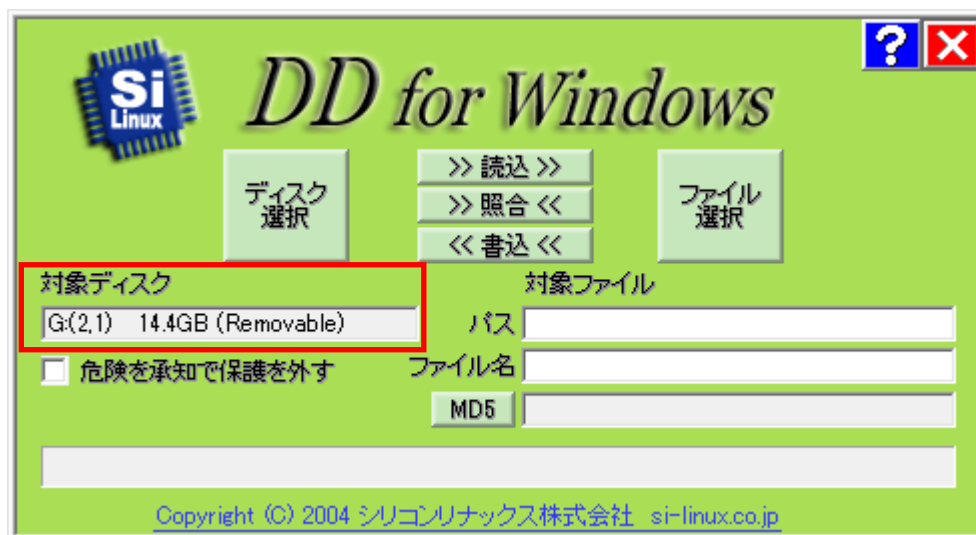 Si
Linux
DD for Windows
?
ディスク
選択
>> 読込 >>
>> 照合 <<
<< 書込 <<
ファイル
選択
対象ディスク
G:(2,1) 14.4GB (Removable)
危険を承知で保護を外す
対象ファイル
パス
ファイル名
MD5
Copyright (C) 2004 シリコンリナックス株式会社 si-linux.co.jp